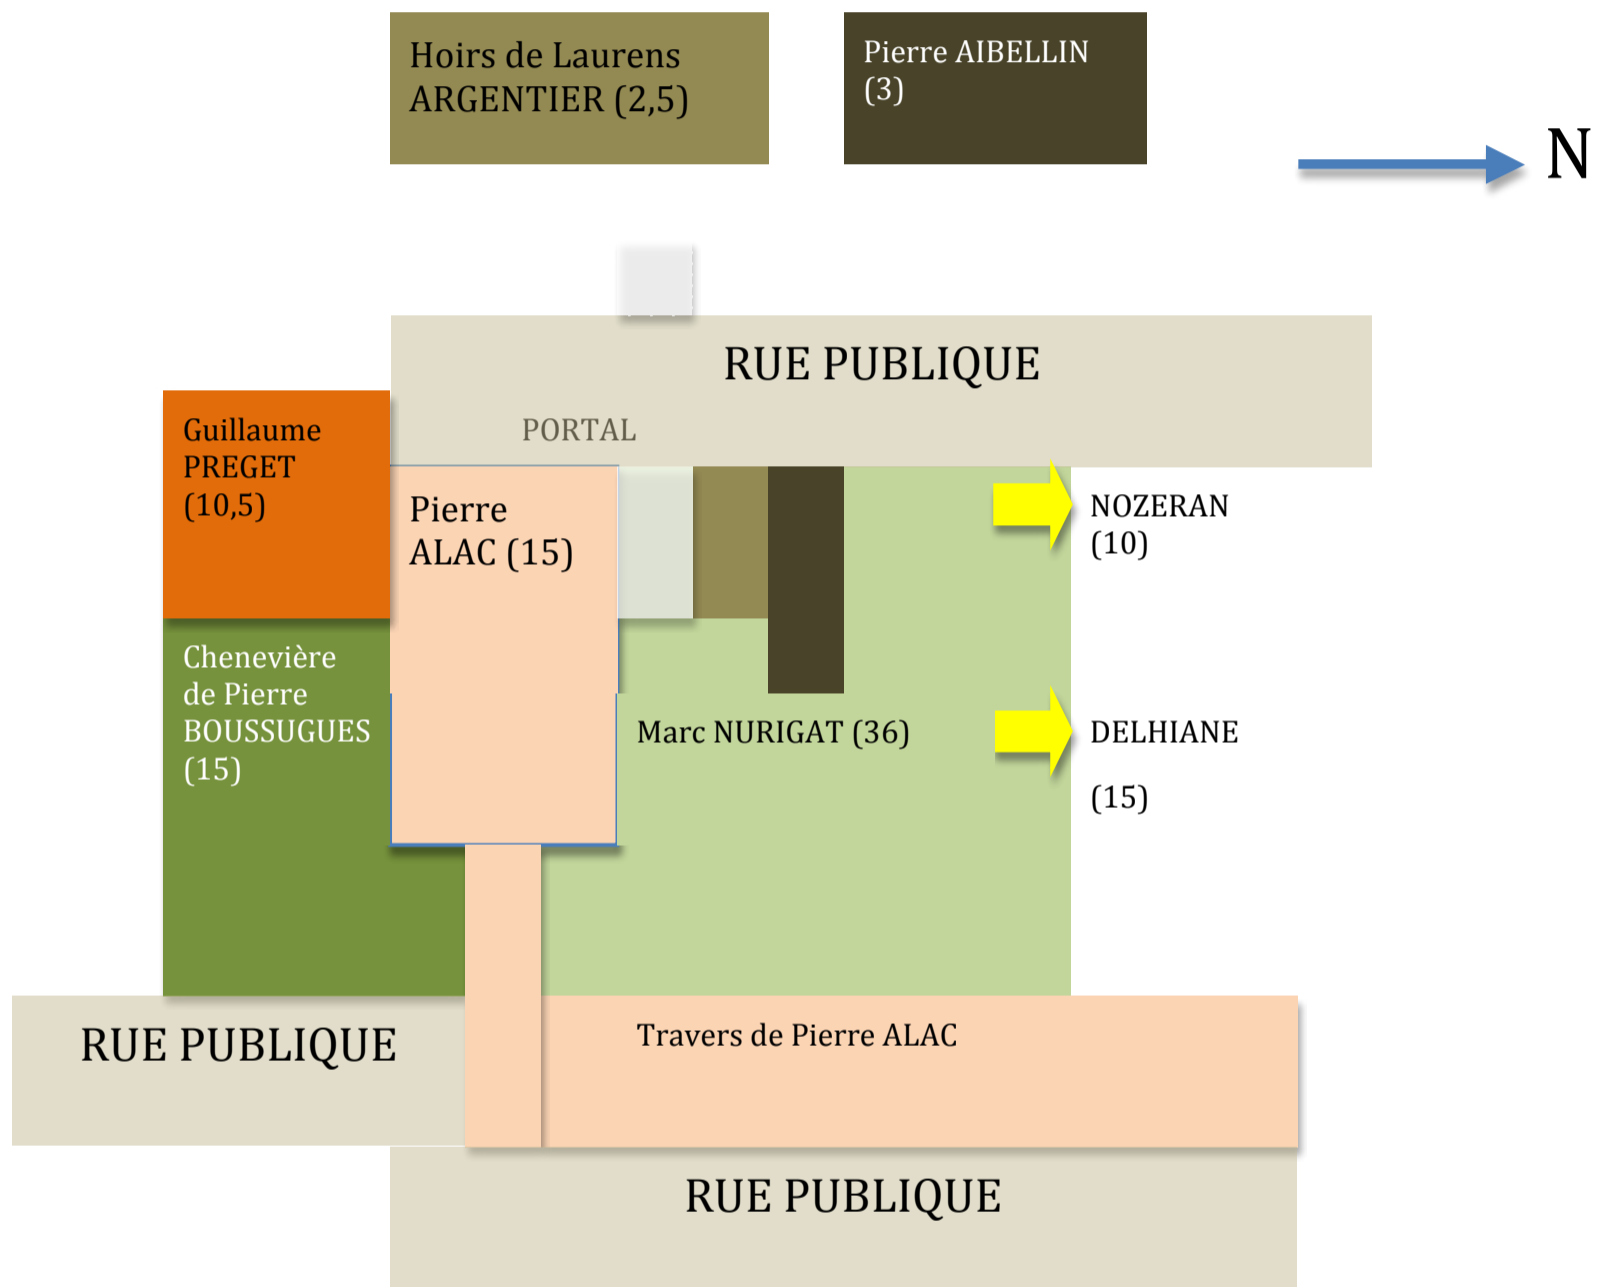 Hoirs de Laurens
ARGENTIER (2,5)
Pierre AIBELLIN
(3)
N
RUE PUBLIQUE
PORTAL
Guillaume
PREGET
(10,5)
Pierre
ALAC (15)
NOZERAN
(10)
Chenevière
de Pierre
BOUSSUGUES
(15)
Marc NURIGAT (36)
DELHIANE
(15)
RUE PUBLIQUE
Travers de Pierre ALAC
RUE PUBLIQUE